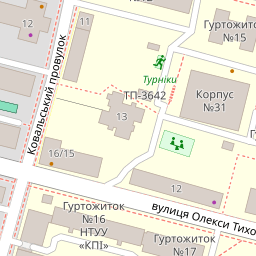 12
11
Гуртожиток
№15
Турніки
ТП-3642
Корпус
№31
13
Ковальський провулок
16/15
12
вулиця Олекси Тихо
Гуртожиток
№16
НТУУ
«КПІ»
Гуртожиток
№17